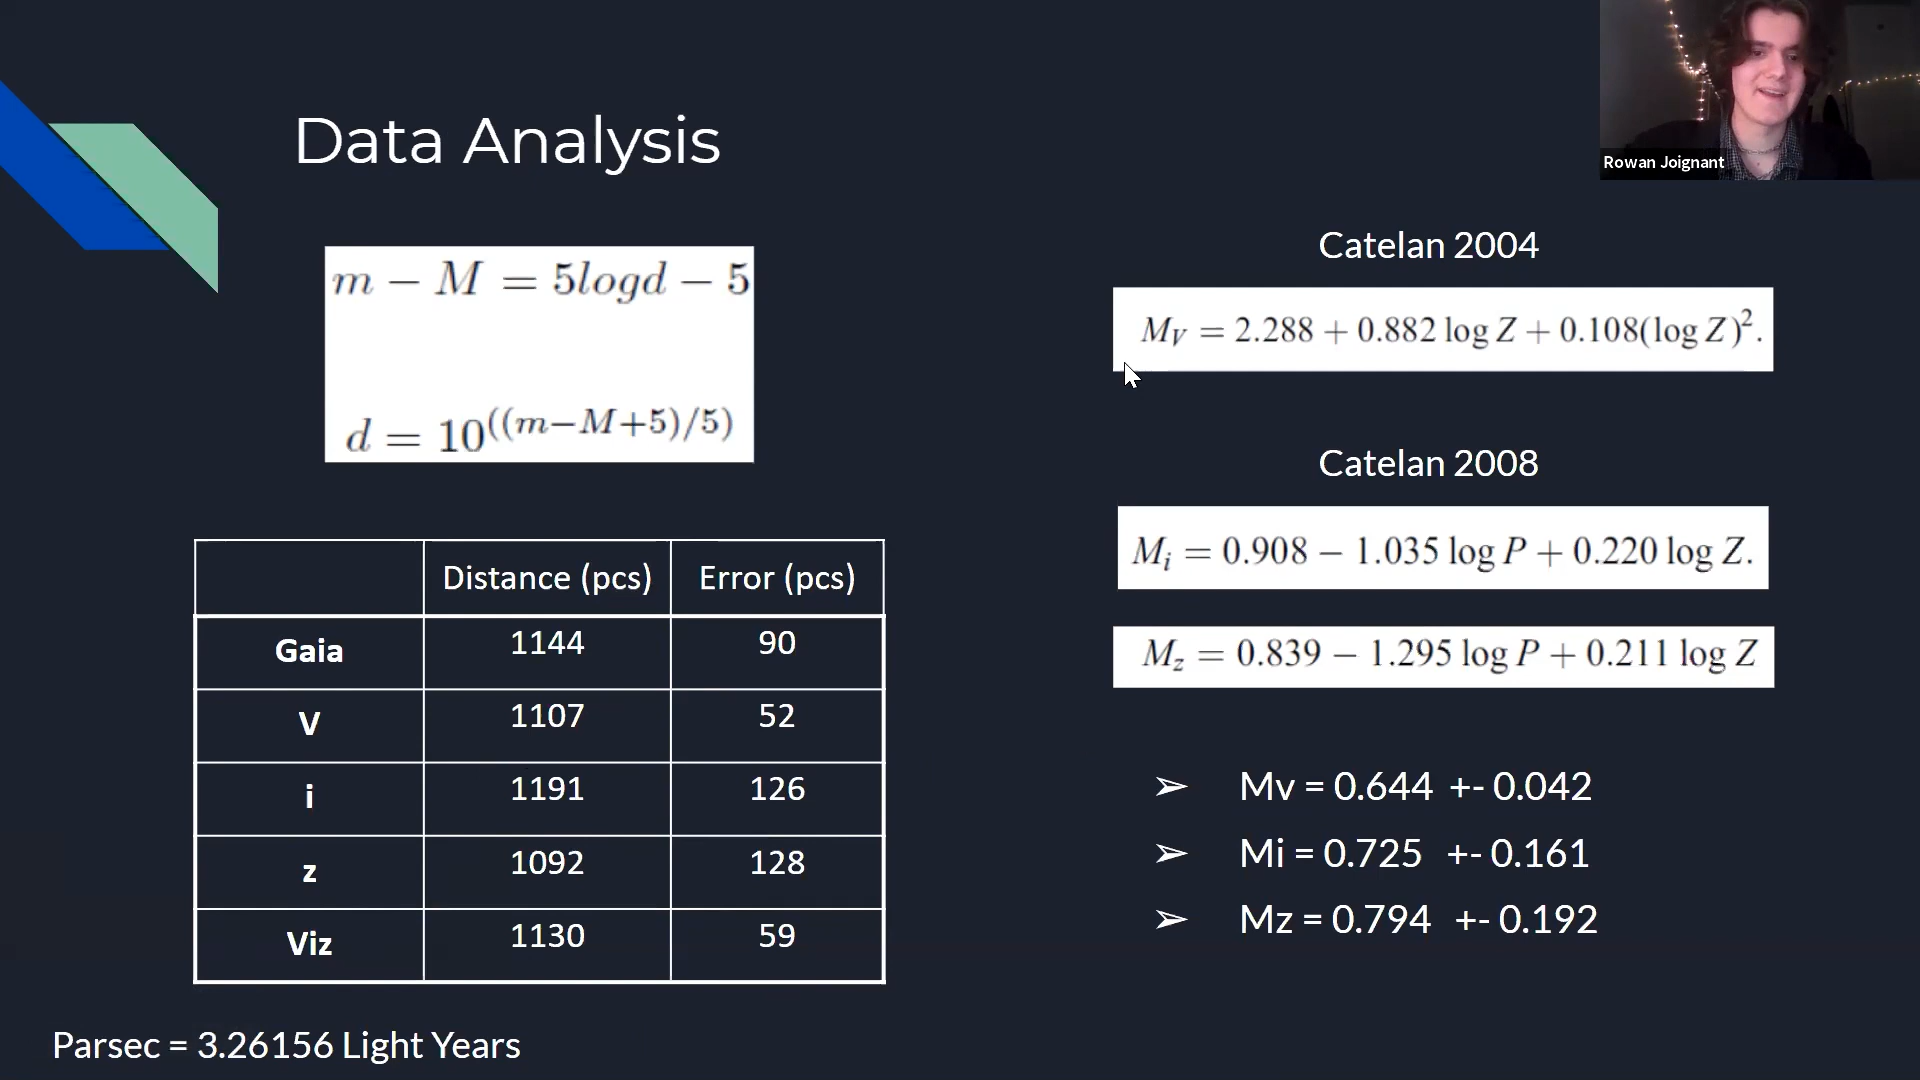 Data Analysis
Rowan Joignant
m − M = 5logd − 5
d = 10^((m−M+5)/5)
Catelan 2004
M_V = 2.288 + 0.882 log Z + 0.108(log Z)^2.
Catelan 2008
M_i = 0.908 − 1.035 log P + 0.220 log Z.
M_z = 0.839 − 1.295 log P + 0.211 log Z
Distance (pcs) Error (pcs)
Gaia 1144 90
V 1107 52
i 1191 126
z 1092 128
Viz 1130 59
➢ Mv = 0.644 +- 0.042
➢ Mi = 0.725 +- 0.161
➢ Mz = 0.794 +- 0.192
Parsec = 3.26156 Light Years